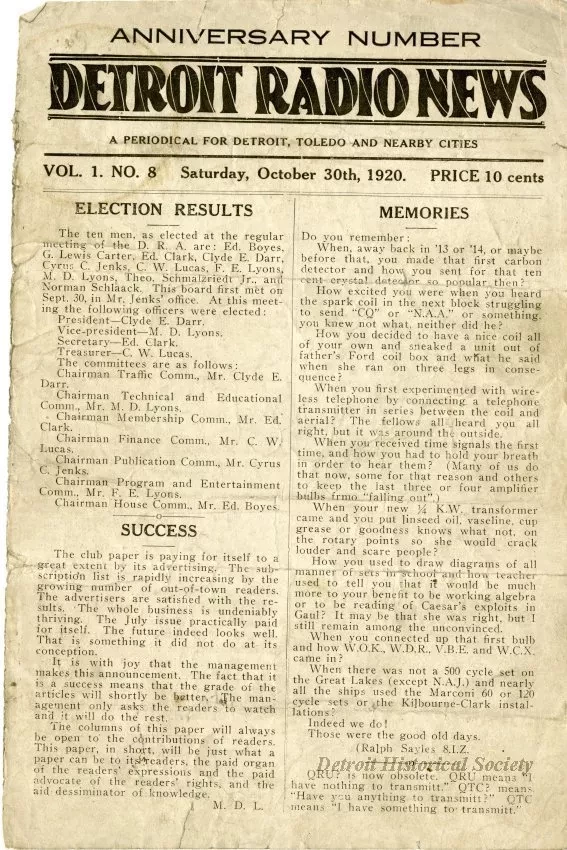 ANNIVERSARY NUMBER
DETROIT RADIO NEWS
A PERIODICAL FOR DETROIT, TOLEDO AND NEARBY CITIES
VOL. 1. NO. 8 Saturday, October 30th, 1920. PRICE 10 cents
ELECTION RESULTS
The ten men, as elected at the regular
meeting of the D. R. A. are: Ed. Boyes,
G. Lewis Carter, Ed. Clark, Clyde E. Darr,
Cyrus C. Jenks, C. W. Lucas, F. E. Lyons,
M. D. Lyons, Theo. Schmalzriedt Jr., and
Norman Schlaack. This board first met on
Sept. 30, in Mr. Jenks' office. At this meet-
ing the following officers were elected:
President—Clyde E. Darr.
Vice-president—M. D. Lyons.
Secretary—Ed. Clark.
Treasurer—C. W. Lucas.
The committees are as follows:
Chairman Traffic Comm., Mr. Clyde E.
Darr.
Chairman Technical and Educational
Comm., Mr. M. D. Lyons.
Chairman Membership Comm., Mr. Ed.
Clark.
Chairman Finance Comm., Mr. C. W.
Lucas.
Chairman Publication Comm., Mr. Cyrus
C. Jenks.
Chairman Program and Entertainment
Comm., Mr. F. E. Lyons.
Chairman House Comm., Mr. Ed. Boyes.
SUCCESS
The club paper is paying for itself to a
great extent by its advertising. The sub-
scription list is rapidly increasing by the
growing number of out-of-town readers.
The advertisers are satisfied with the re-
sults. The whole business is undeniably
thriving. The July issue practically paid
for itself. The future indeed looks well.
That is something it did not do at its
conception.
It is with joy that the management
makes this announcement. The fact that it
is a success means that the grade of the
articles will shortly be better. The man-
agement only asks the readers to watch
and it will do the rest.
The columns of this paper will always
be open to the contributions of readers.
This paper, in short, will be just what a
paper can be to its readers, the paid organ
of the readers' expressions and the paid
advocate of the readers' rights, and the
aid dessiminator of knowledge.
M. D. L.
MEMORIES
Do you remember:
When, away back in '13 or '14, or maybe
before that, you made that first carbon
detector and how you sent for that ten
cent crystal detector so popular then?
How excited you were when you heard
the spark coil in the next block struggling
to send "CQ" or "N.A.A." or something,
you knew not what, neither did he?
How you decided to have a nice coil all
of your own and sneaked a unit out of
father's Ford coil box and what he said
when she ran on three legs in conse-
quence?
When you first experimented with wire-
less telephone by connecting a telephone
transmitter in series between the coil and
aerial? The fellows all heard you all
right, but it was around the outside.
When you received time signals the first
time, and how you had to hold your breath
in order to hear them? (Many of us do
that now, some for that reason and others
to keep the last three or four amplifier
bulbs frmo "falling out".)
When your new ¼ K.W. transformer
came and you put linseed oil, vaseline, cup
grease or goodness knows what not, on
the rotary points so she would crack
louder and scare people?
How you used to draw diagrams of all
manner of sets in school and how teacher
used to tell you that it would be much
more to your benefit to be working algebra
or to be reading of Caesar's exploits in
Gaul? It may be that she was right, but I
still remain among the unconvinced.
When you connected up that first bulb
and how W.O.K., W.D.R., V.B.E. and W.C.X.
came in?
When there was not a 500 cycle set on
the Great Lakes (except N.A.J.) and nearly
all the ships used the Marconi 60 or 120
cycle sets or the Kilbourne-Clark instal-
lations?
Indeed we do!
Those were the good old days.
(Ralph Sayles 8.I.Z.
Detroit Historical Society
QRU? is now obsolete. QRU means "I
have nothing to transmitt." QTC? means
"Have you anything to transmitt?" QTC
means "I have something to transmitt."